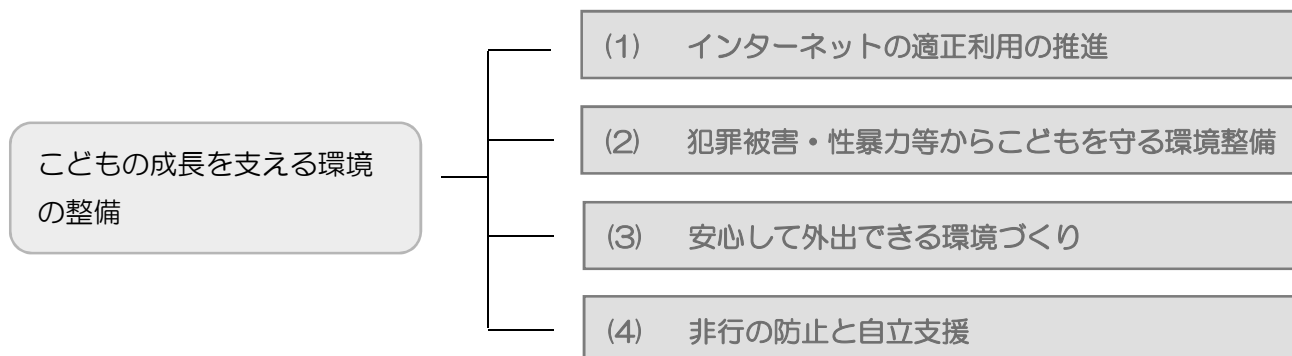 こどもの成長を支える環境
の整備
(1) インターネットの適正利用の推進
(2) 犯罪被害・性暴力等からこどもを守る環境整備
(3) 安心して外出できる環境づくり
(4) 非行の防止と自立支援